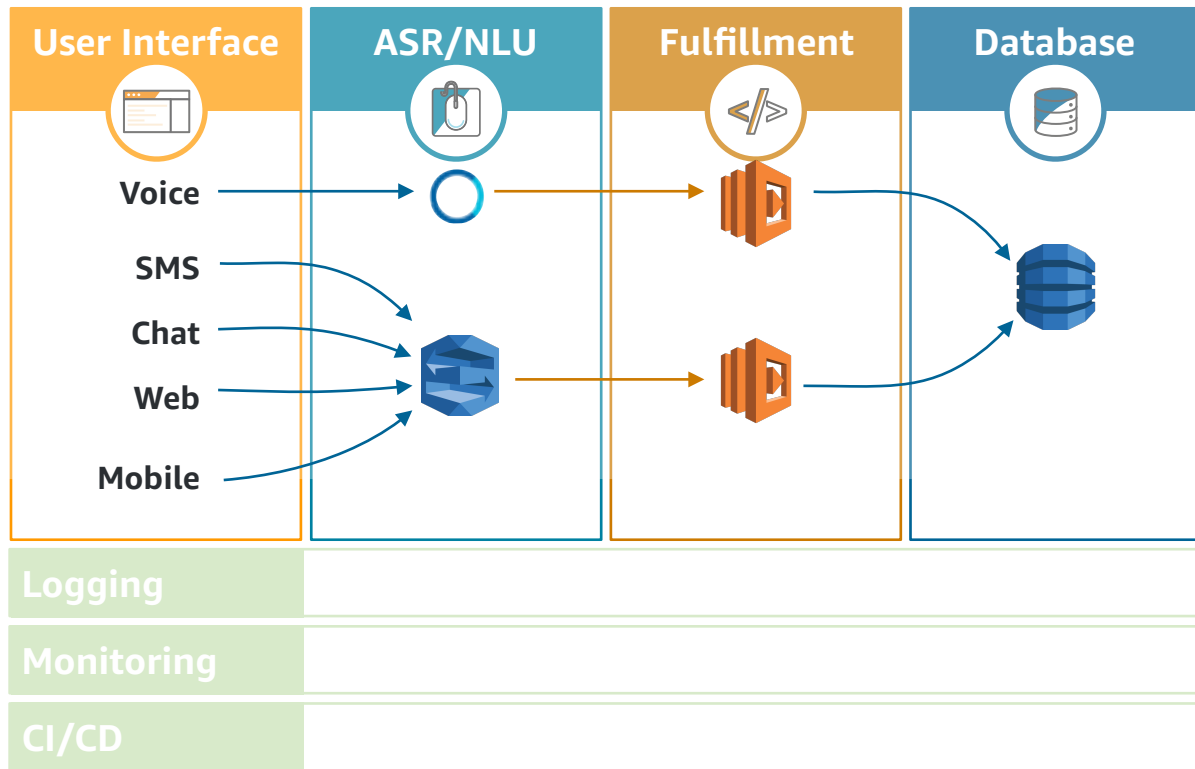 User Interface
ASR/NLU
Fulfillment
Database
</>
Voice
SMS
Chat
Web
Mobile
Logging
Monitoring
CI/CD